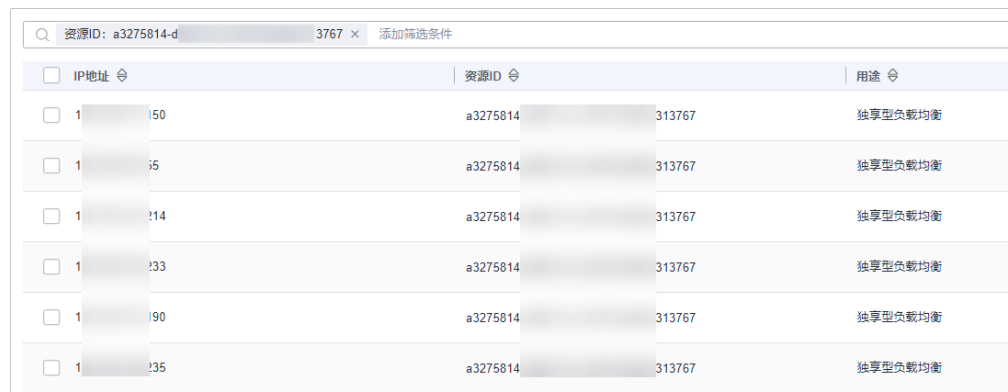 资源ID: a3275814-d 3767 × 添加筛选条件
IP地址 资源ID 用途
1 150 a3275814 313767 独享型负载均衡
1 55 a3275814 313767 独享型负载均衡
1 214 a3275814 313767 独享型负载均衡
1 233 a3275814 313767 独享型负载均衡
1 190 a3275814 313767 独享型负载均衡
1 235 a3275814 313767 独享型负载均衡